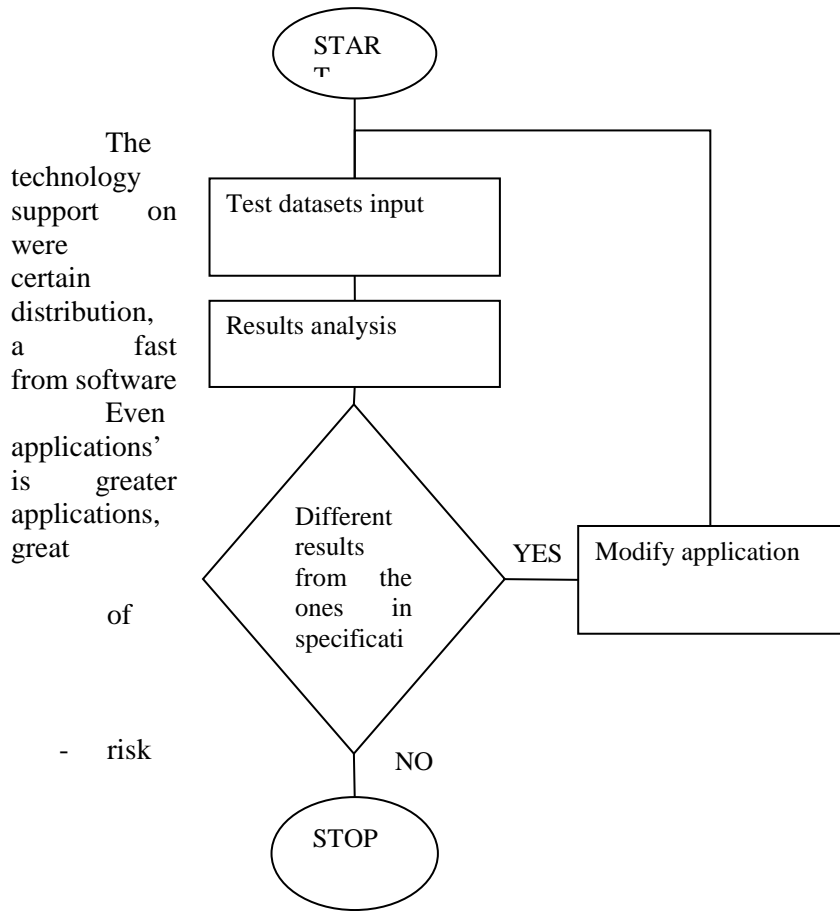 STAR
T
The
technology
support on
were
certain
distribution,
a fast
from software
Even
applications’
is greater
applications,
great
of
- risk
Test datasets input
Results analysis
Different
results
from the
ones in
specificati
YES
Modify application
NO
STOP